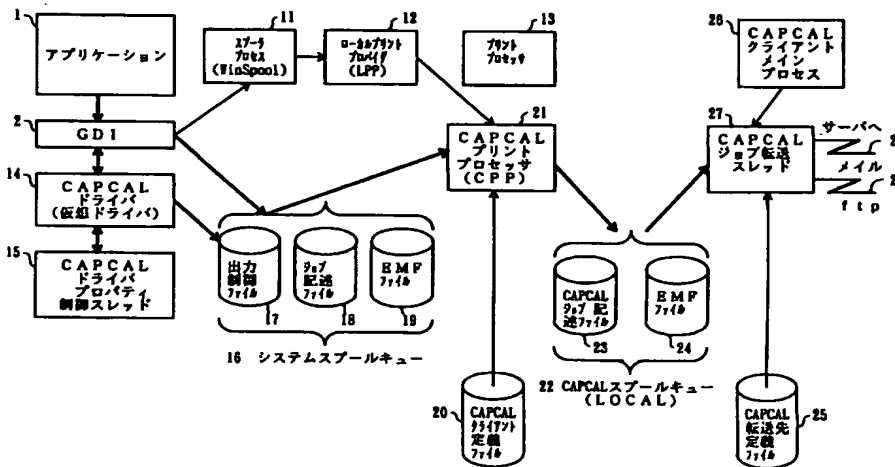 1
アプリケーション
2
GDI
14
CAPCAL
ドライバ
(仮想ドライバ)
15
CAPCAL
ドライバ
プロパティ
制御スレッド
11
スプーラ
プロセス
(WinSpool)
12
ローカルプリント
プロバイダ
(LPP)
13
プリント
プロセッサ
21
CAPCAL
プリント
プロセッサ
(CPP)
26
CAPCAL
クライアント
メイン
プロセス
27
CAPCAL
ジョブ転送
スレッド
サーバへ
2
メイル
2
ftp
出力
制御
ファイル
17
ジョブ
記述
ファイル
18
EMF
ファイル
19
16 システムスプールキュー
CAPCAL
ジョブ記
述ファイル
23
EMF
ファイル
24
22 CAPCALスプールキュー
(LOCAL)
20
CAPCAL
クライアント
定義
ファイル
CAPCAL
転送先
定義
ファイル
25